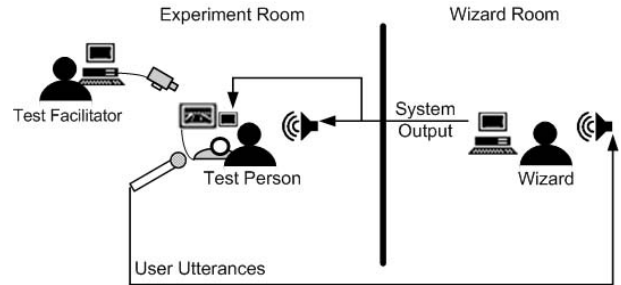 Experiment Room
Wizard Room
Test Facilitator
System
Output
Test Person
Wizard
User Utterances